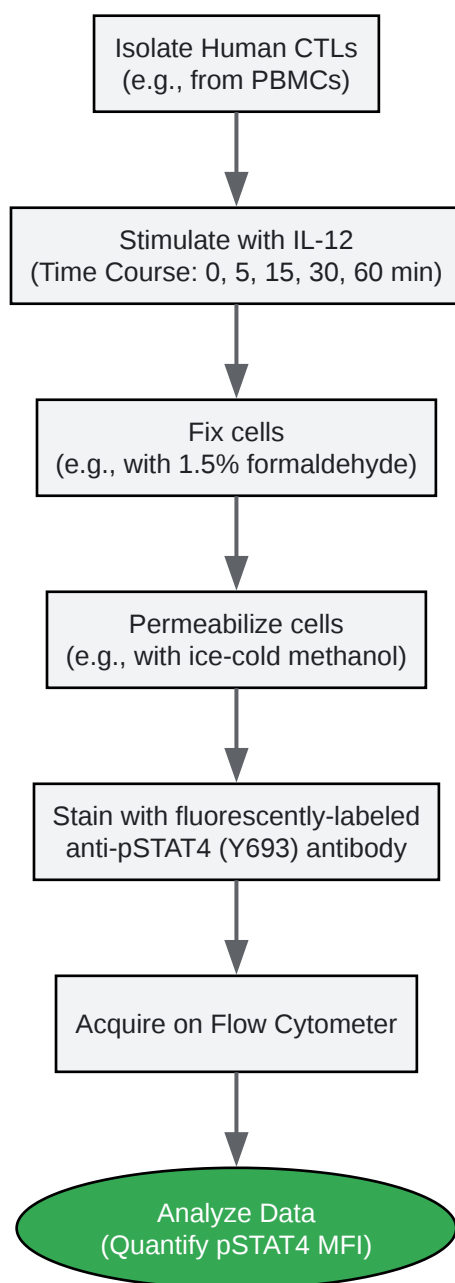 Isolate Human CTLs
(e.g., from PBMCs)
Stimulate with IL-12
(Time Course: 0, 5, 15, 30, 60 min)
Fix cells
(e.g., with 1.5% formaldehyde)
Permeabilize cells
(e.g., with ice-cold methanol)
Stain with fluorescently-labeled
anti-pSTAT4 (Y693) antibody
Acquire on Flow Cytometer
Analyze Data
(Quantify pSTAT4 MFI)